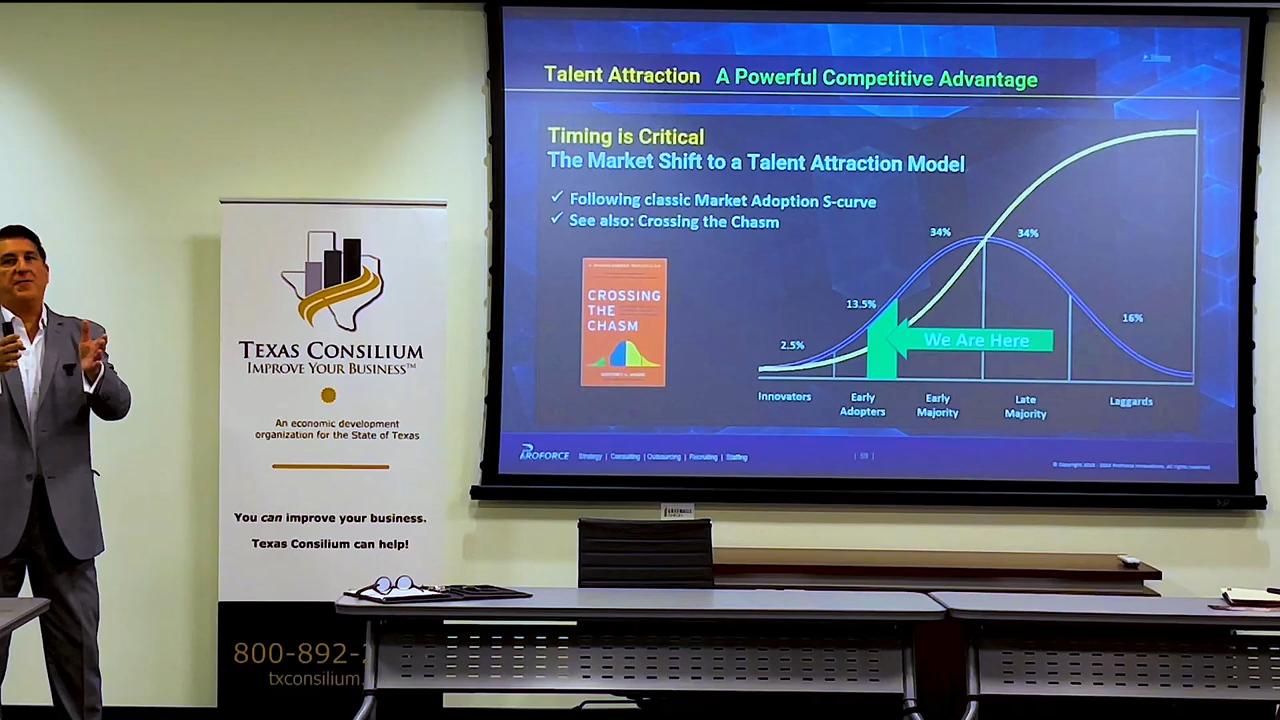 Talent Attraction A Powerful Competitive Advantage
Timing is Critical
The Market Shift to a Talent Attraction Model
✓ Following classic Market Adoption S-curve
✓ See also: Crossing the Chasm
CROSSING
THE
CHASM
2.5%
13.5%
34%
34%
16%
We Are Here
Innovators
Early
Adopters
Early
Majority
Late
Majority
Laggards
PROFORCE
Strategy | Consulting | Outsourcing | Recruiting | Staffing
TEXAS CONSILIUM
IMPROVE YOUR BUSINESS™
An economic development
organization for the State of Texas
You can improve your business.
Texas Consilium can help!
800-892-
txconsilium.